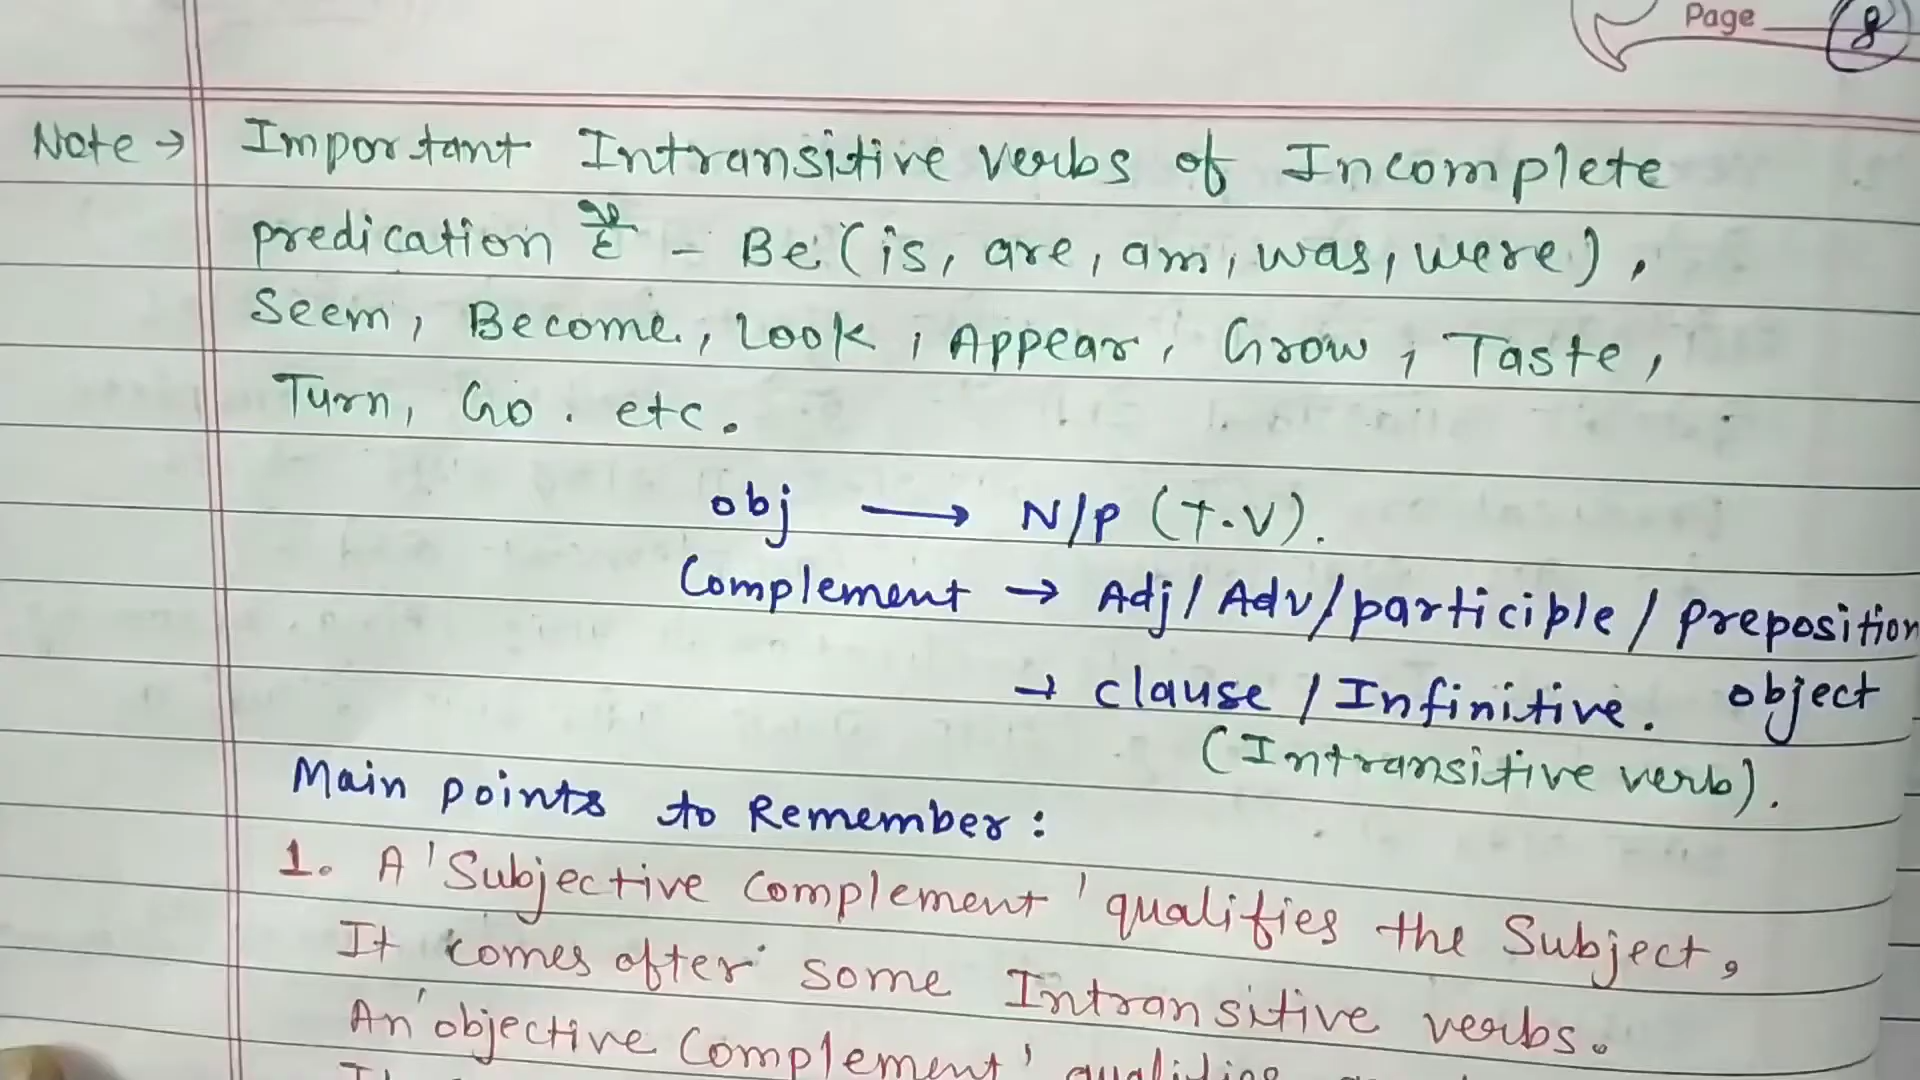 Page 8
Note → Important Intransitive verbs of Incomplete
predication - Be (is, are, am, was, were),
Seem, Become, Look, Appear, Grow, Taste,
Turn, Go. etc.
obj → N/P (T.V).
Complement → Adj/Adv/participle/preposition
→ clause / Infinitive. object
(Intransitive verb).
Main points to Remember:
1. A 'Subjective Complement' qualifies the Subject,
It comes after some Intransitive verbs.
An 'objective Complement' qualifies